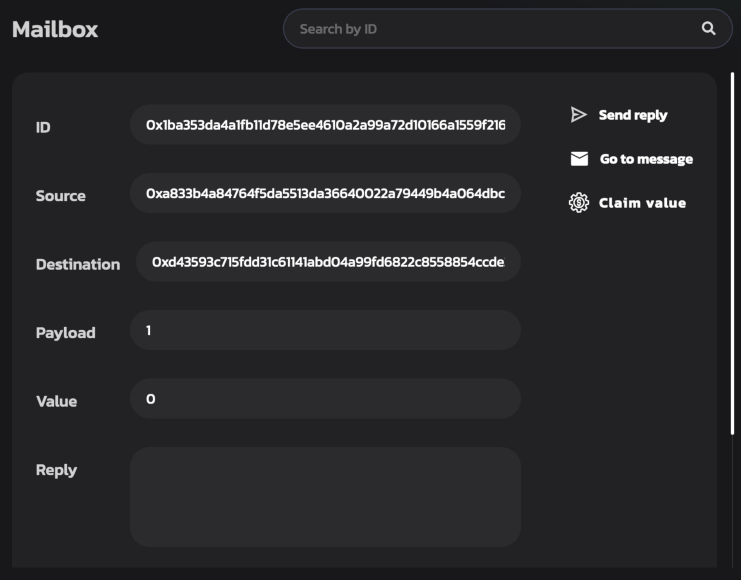 Mailbox
Search by ID
ID
0x1ba353da4a1fb11d78e5ee4610a2a99a72d10166a1559f216
Send reply
Go to message
Source
0xa833b4a84764f5da5513da36640022a79449b4a064dbc
Claim value
Destination
0xd43593c715fdd31c61141abd04a99fd6822c8558854ccde
Payload
1
Value
0
Reply